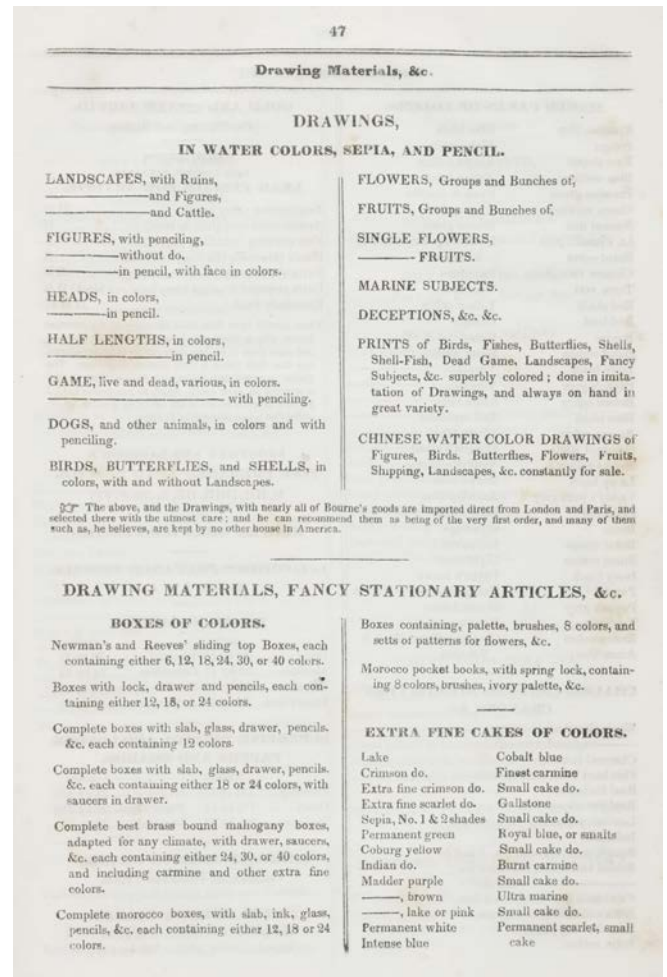 47
Drawing Materials, &c.
DRAWINGS,
IN WATER COLORS, SEPIA, AND PENCIL.
LANDSCAPES, with Ruins,
————and Figures,
————and Cattle.
FIGURES, with penciling,
————without do.
————in pencil, with face in colors.
HEADS, in colors,
————in pencil.
HALF LENGTHS, in colors,
————in pencil.
GAME, live and dead, various, in colors.
———— with penciling.
DOGS, and other animals, in colors and with
penciling.
BIRDS, BUTTERFLIES, and SHELLS, in
colors, with and without Landscapes.
FLOWERS, Groups and Bunches of,
FRUITS, Groups and Bunches of,
SINGLE FLOWERS,
———— FRUITS.
MARINE SUBJECTS.
DECEPTIONS, &c. &c.
PRINTS of Birds, Fishes, Butterflies, Shells,
Shell-Fish, Dead Game, Landscapes, Fancy
Subjects, &c. superbly colored; done in imita-
tation of Drawings, and always on hand in
great variety.
CHINESE WATER COLOR DRAWINGS of
Figures, Birds. Butterflies, Flowers, Fruits,
Shipping, Landscapes, &c. constantly for sale.
☞ The above, and the Drawings, with nearly all of Bourne's goods are imported direct from London and Paris, and
selected there with the utmost care; and he can recommend them as being of the very first order, and many of them
such as, he believes, are kept by no other house in America.
DRAWING MATERIALS, FANCY STATIONARY ARTICLES, &c.
BOXES OF COLORS.
Newman's and Reeves' sliding top Boxes, each
containing either 6, 12, 18, 24, 30, or 40 colors.
Boxes with lock, drawer and pencils, each con-
taining either 12, 18, or 24 colors.
Complete boxes with slab, glass, drawer, pencils.
&c. each containing 12 colors.
Complete boxes with slab, glass, drawer, pencils.
&c. each containing either 18 or 24 colors, with
saucers in drawer.
Complete best brass bound mahogany boxes,
adapted for any climate, with drawer, saucers,
&c. each containing either 24, 30, or 40 colors,
and including carmine and other extra fine
colors.
Complete morocco boxes, with slab, ink, glass,
pencils, &c. each containing either 12, 18 or 24
colors.
Boxes containing, palette, brushes, 8 colors, and
setts of patterns for flowers, &c.
Morocco pocket books, with spring lock, contain-
ing 8 colors, brushes, ivory palette, &c.
EXTRA FINE CAKES OF COLORS.
Lake
Crimson do.
Extra fine crimson do.
Extra fine scarlet do.
Sepia, No. 1 & 2 shades
Permanent green
Coburg yellow
Indian do.
Madder purple
———, brown
———, lake or pink
Permanent white
Intense blue
Cobalt blue
Finest carmine
Small cake do.
Gallstone
Small cake do.
Royal blue, or smalts
Small cake do.
Burnt carmine
Small cake do.
Ultra marine
Small cake do.
Permanent scarlet, small
cake